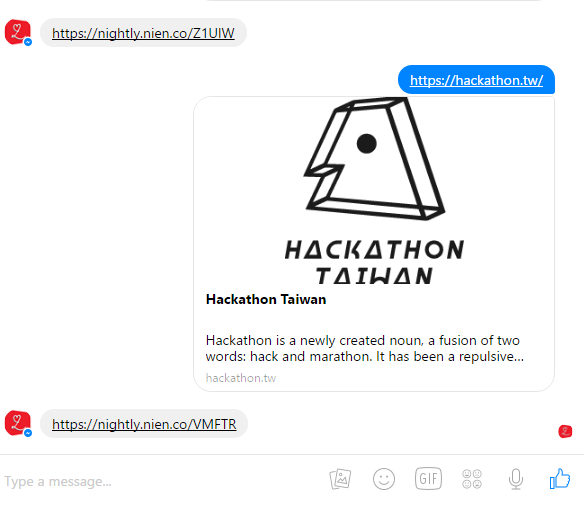 https://nightly.nien.co/Z1UIW
https://hackathon.tw/
HACKATHON
TAIWAN
Hackathon Taiwan
Hackathon is a newly created noun, a fusion of two
words: hack and marathon. It has been a repulsive...
hackathon.tw
https://nightly.nien.co/VMFTR
Type a message...
GIF